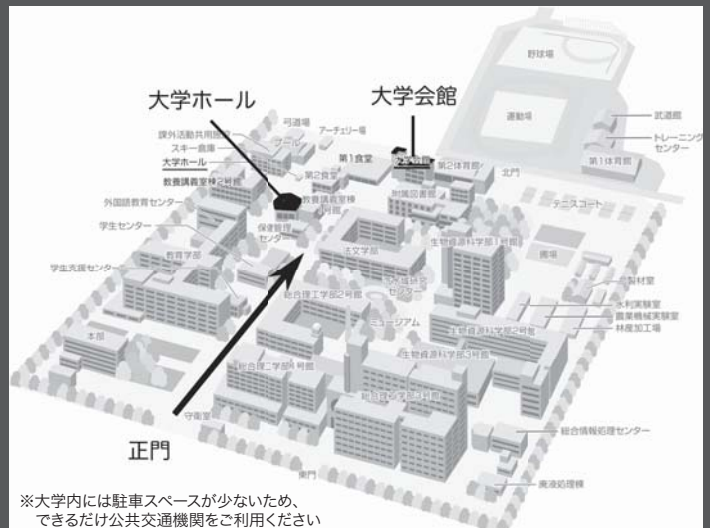 野球場
大学ホール
大学会館
弓道場
運動場
武道館
課外活動共用施設
プール
アーチェリー場
トレーニング
センター
スキー倉庫
大学ホール
第1食堂
第2体育館
第1体育館
北門
教養講義室棟2号館
第2食堂
附属図書館
外国語教育センター
教養講義室棟
テニスコート
学生センター
保健管理
センター
法文学部
生物資源科学部1号館
教育学部
圃場
学生支援センター
総合理工学部2号館
製材室
ミュージアム
水利実験室
農業機械実験室
林産加工場
本部
生物資源科学部2号館
生物資源科学部3号館
総合理工学部1号館
総合理工学部3号館
守衛室
総合情報処理センター
正門
東門
廃液処理棟
※大学内には駐車スペースが少ないため、
できるだけ公共交通機関をご利用ください